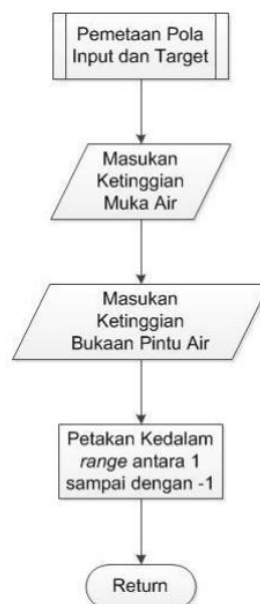 Pemetaan Pola
Input dan Target
Masukan
Ketinggian
Muka Air
Masukan
Ketinggian
Bukaan Pintu Air
Petakan Kedalam
range antara 1
sampai dengan -1
Return